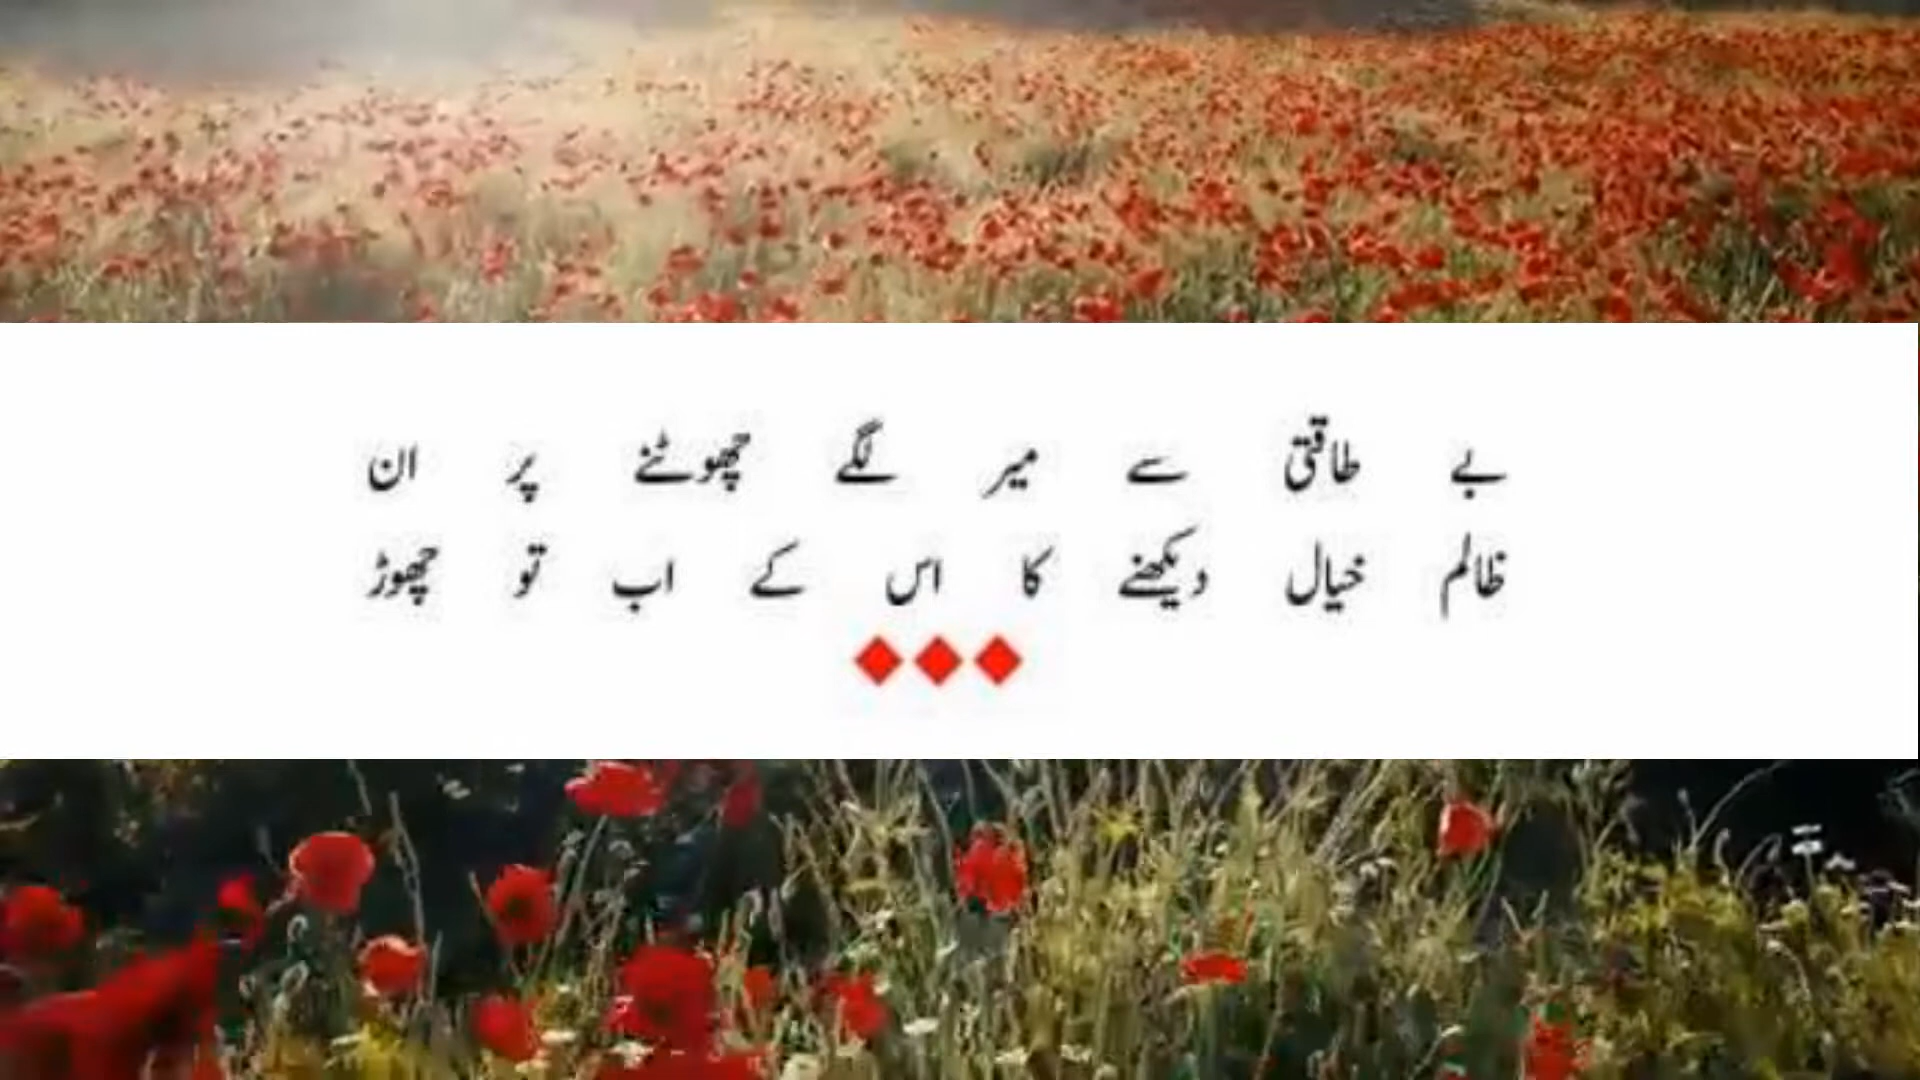 بے طاقتی سے میر لگے چھوٹنے پر ان
ظالم خیال دیکھنے کا اس کے اب تو چھوڑ